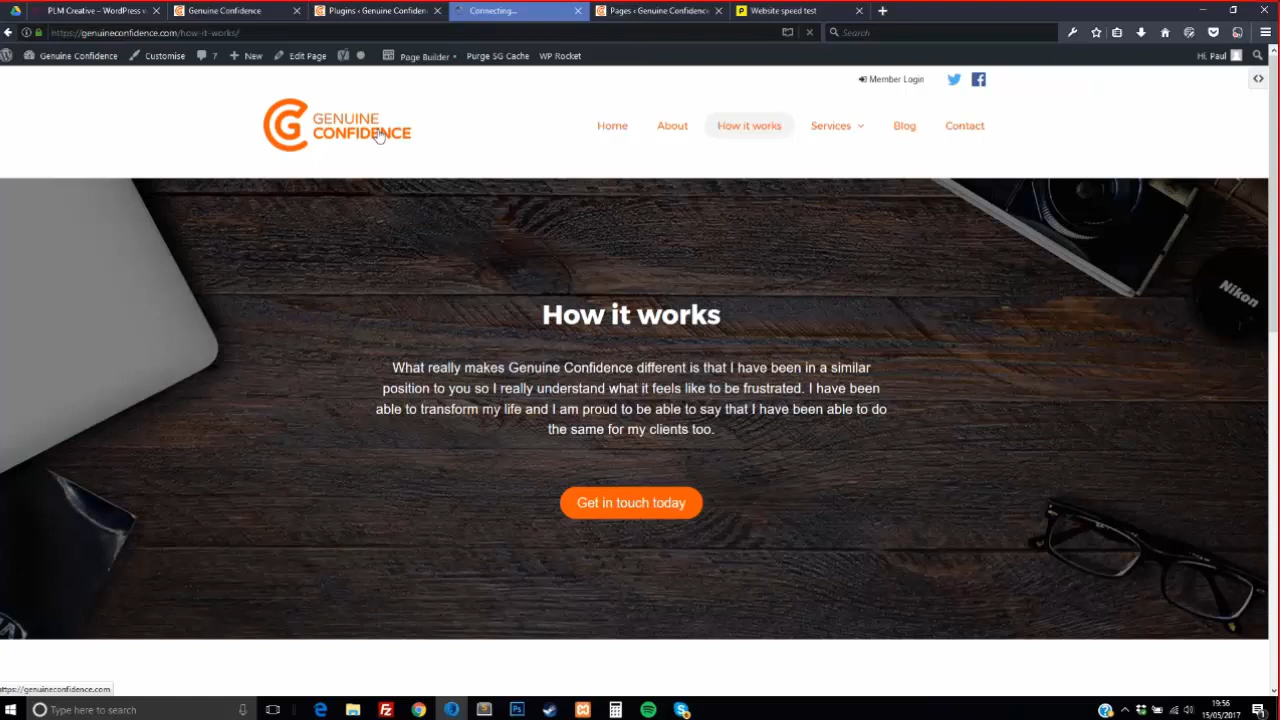 PLM Creative – WordPress v
Genuine Confidence
Plugins ‹ Genuine Confiden
Connecting...
Pages ‹ Genuine Confidence
Website speed test
https://genuineconfidence.com/how-it-works/
Search
Genuine Confidence
Customise
7
New
Edit Page
Page Builder
Purge SG Cache
WP Rocket
Hi, Paul
Member Login
GENUINE
CONFIDENCE
Home
About
How it works
Services
Blog
Contact
Nikon
How it works
What really makes Genuine Confidence different is that I have been in a similar
position to you so I really understand what it feels like to be frustrated. I have been
able to transform my life and I am proud to be able to say that I have been able to do
the same for my clients too.
Get in touch today
https://genuineconfidence.com
Type here to search
19:56
15/05/2017